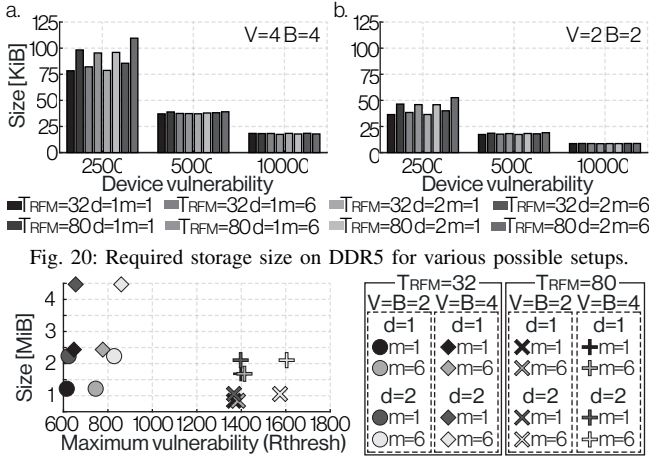 a.
V=4 B=4
Size [KiB]
125
100
75
50
25
0
2500
5000
10000
Device vulnerability
b.
V=2 B=2
125
100
75
50
25
0
2500
5000
10000
Device vulnerability
TRFM=32 d=1 m=1 TRFM=32 d=1 m=6 TRFM=32 d=2 m=1 TRFM=32 d=2 m=6
TRFM=80 d=1 m=1 TRFM=80 d=1 m=6 TRFM=80 d=2 m=1 TRFM=80 d=2 m=6
Fig. 20: Required storage size on DDR5 for various possible setups.
Size [MiB]
4
3
2
1
600 800 1000 1200 1400 1600 1800
Maximum vulnerability (Rthresh)
TRFM=32 TRFM=80
V=B=2 V=B=4 V=B=2 V=B=4
d=1 d=1 d=1 d=1
m=1 m=1 m=1 m=1
m=6 m=6 m=6 m=6
d=2 d=2 d=2 d=2
m=1 m=1 m=1 m=1
m=6 m=6 m=6 m=6